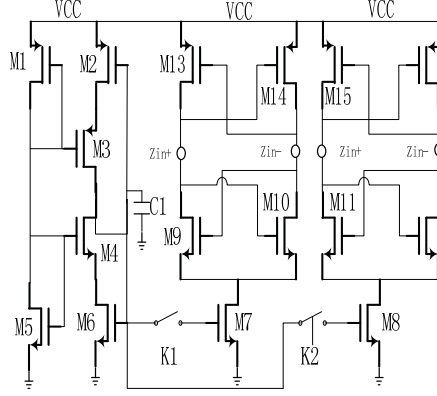 VCC VCC VCC
M1 M2 M13 M14 M15
M3
Zin+ Zin- Zin+ Zin-
C1 M10
M9 M11
M4
M5 M6 M7 M8
K1 K2